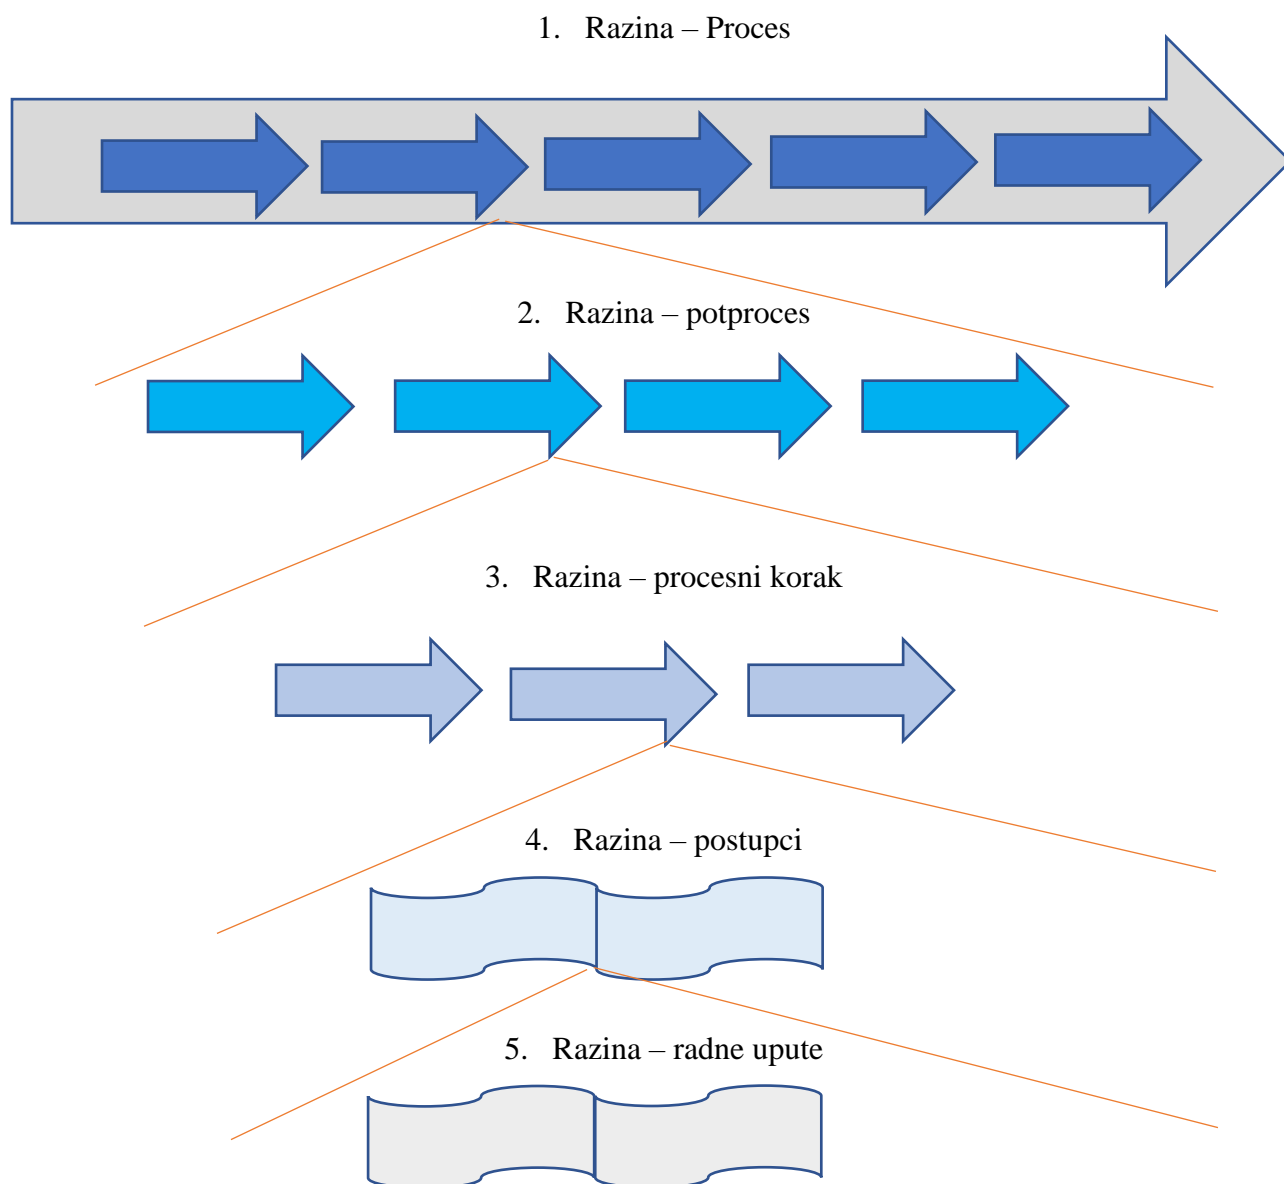 1. Razina – Proces
2. Razina – potproces
3. Razina – procesni korak
4. Razina – postupci
5. Razina – radne upute